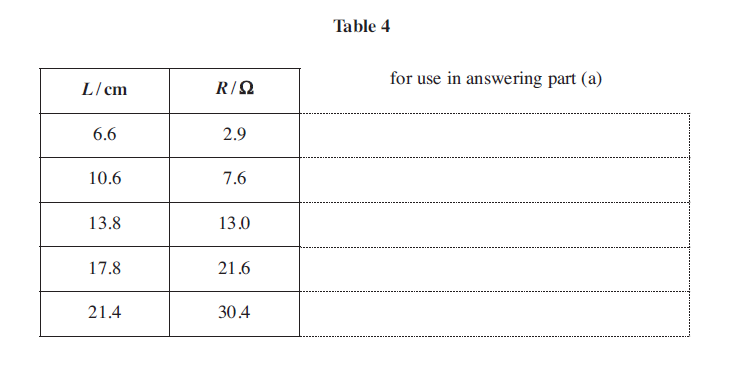 Table 4
L/cm R/Ω for use in answering part (a)
6.6 2.9
10.6 7.6
13.8 13.0
17.8 21.6
21.4 30.4